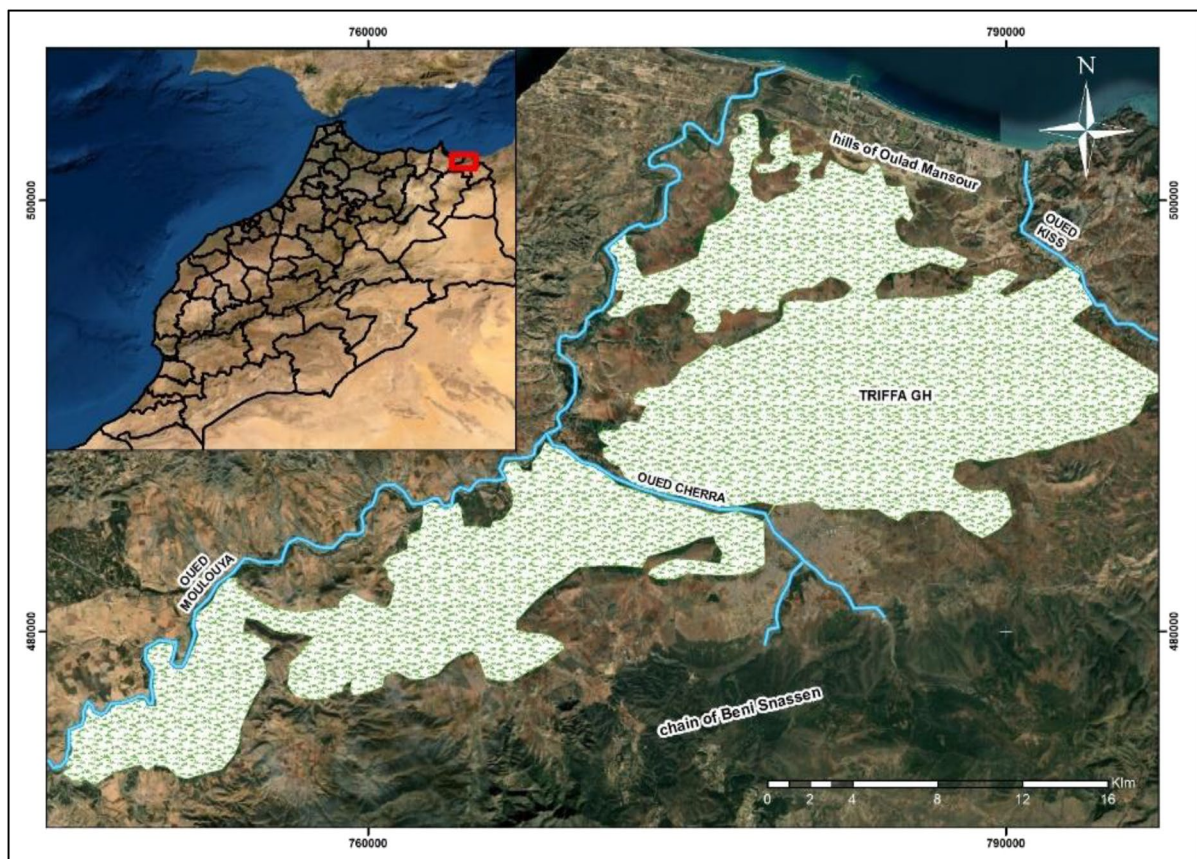 760000
790000
N
hills of Oulad Mansour
500000
500000
OUED
KISS
TRIFFA GH
OUED CHERRA
OUED
MOULOUYA
480000
480000
chain of Beni Snassen
Klm
0 2 4 8 12 16
760000
790000